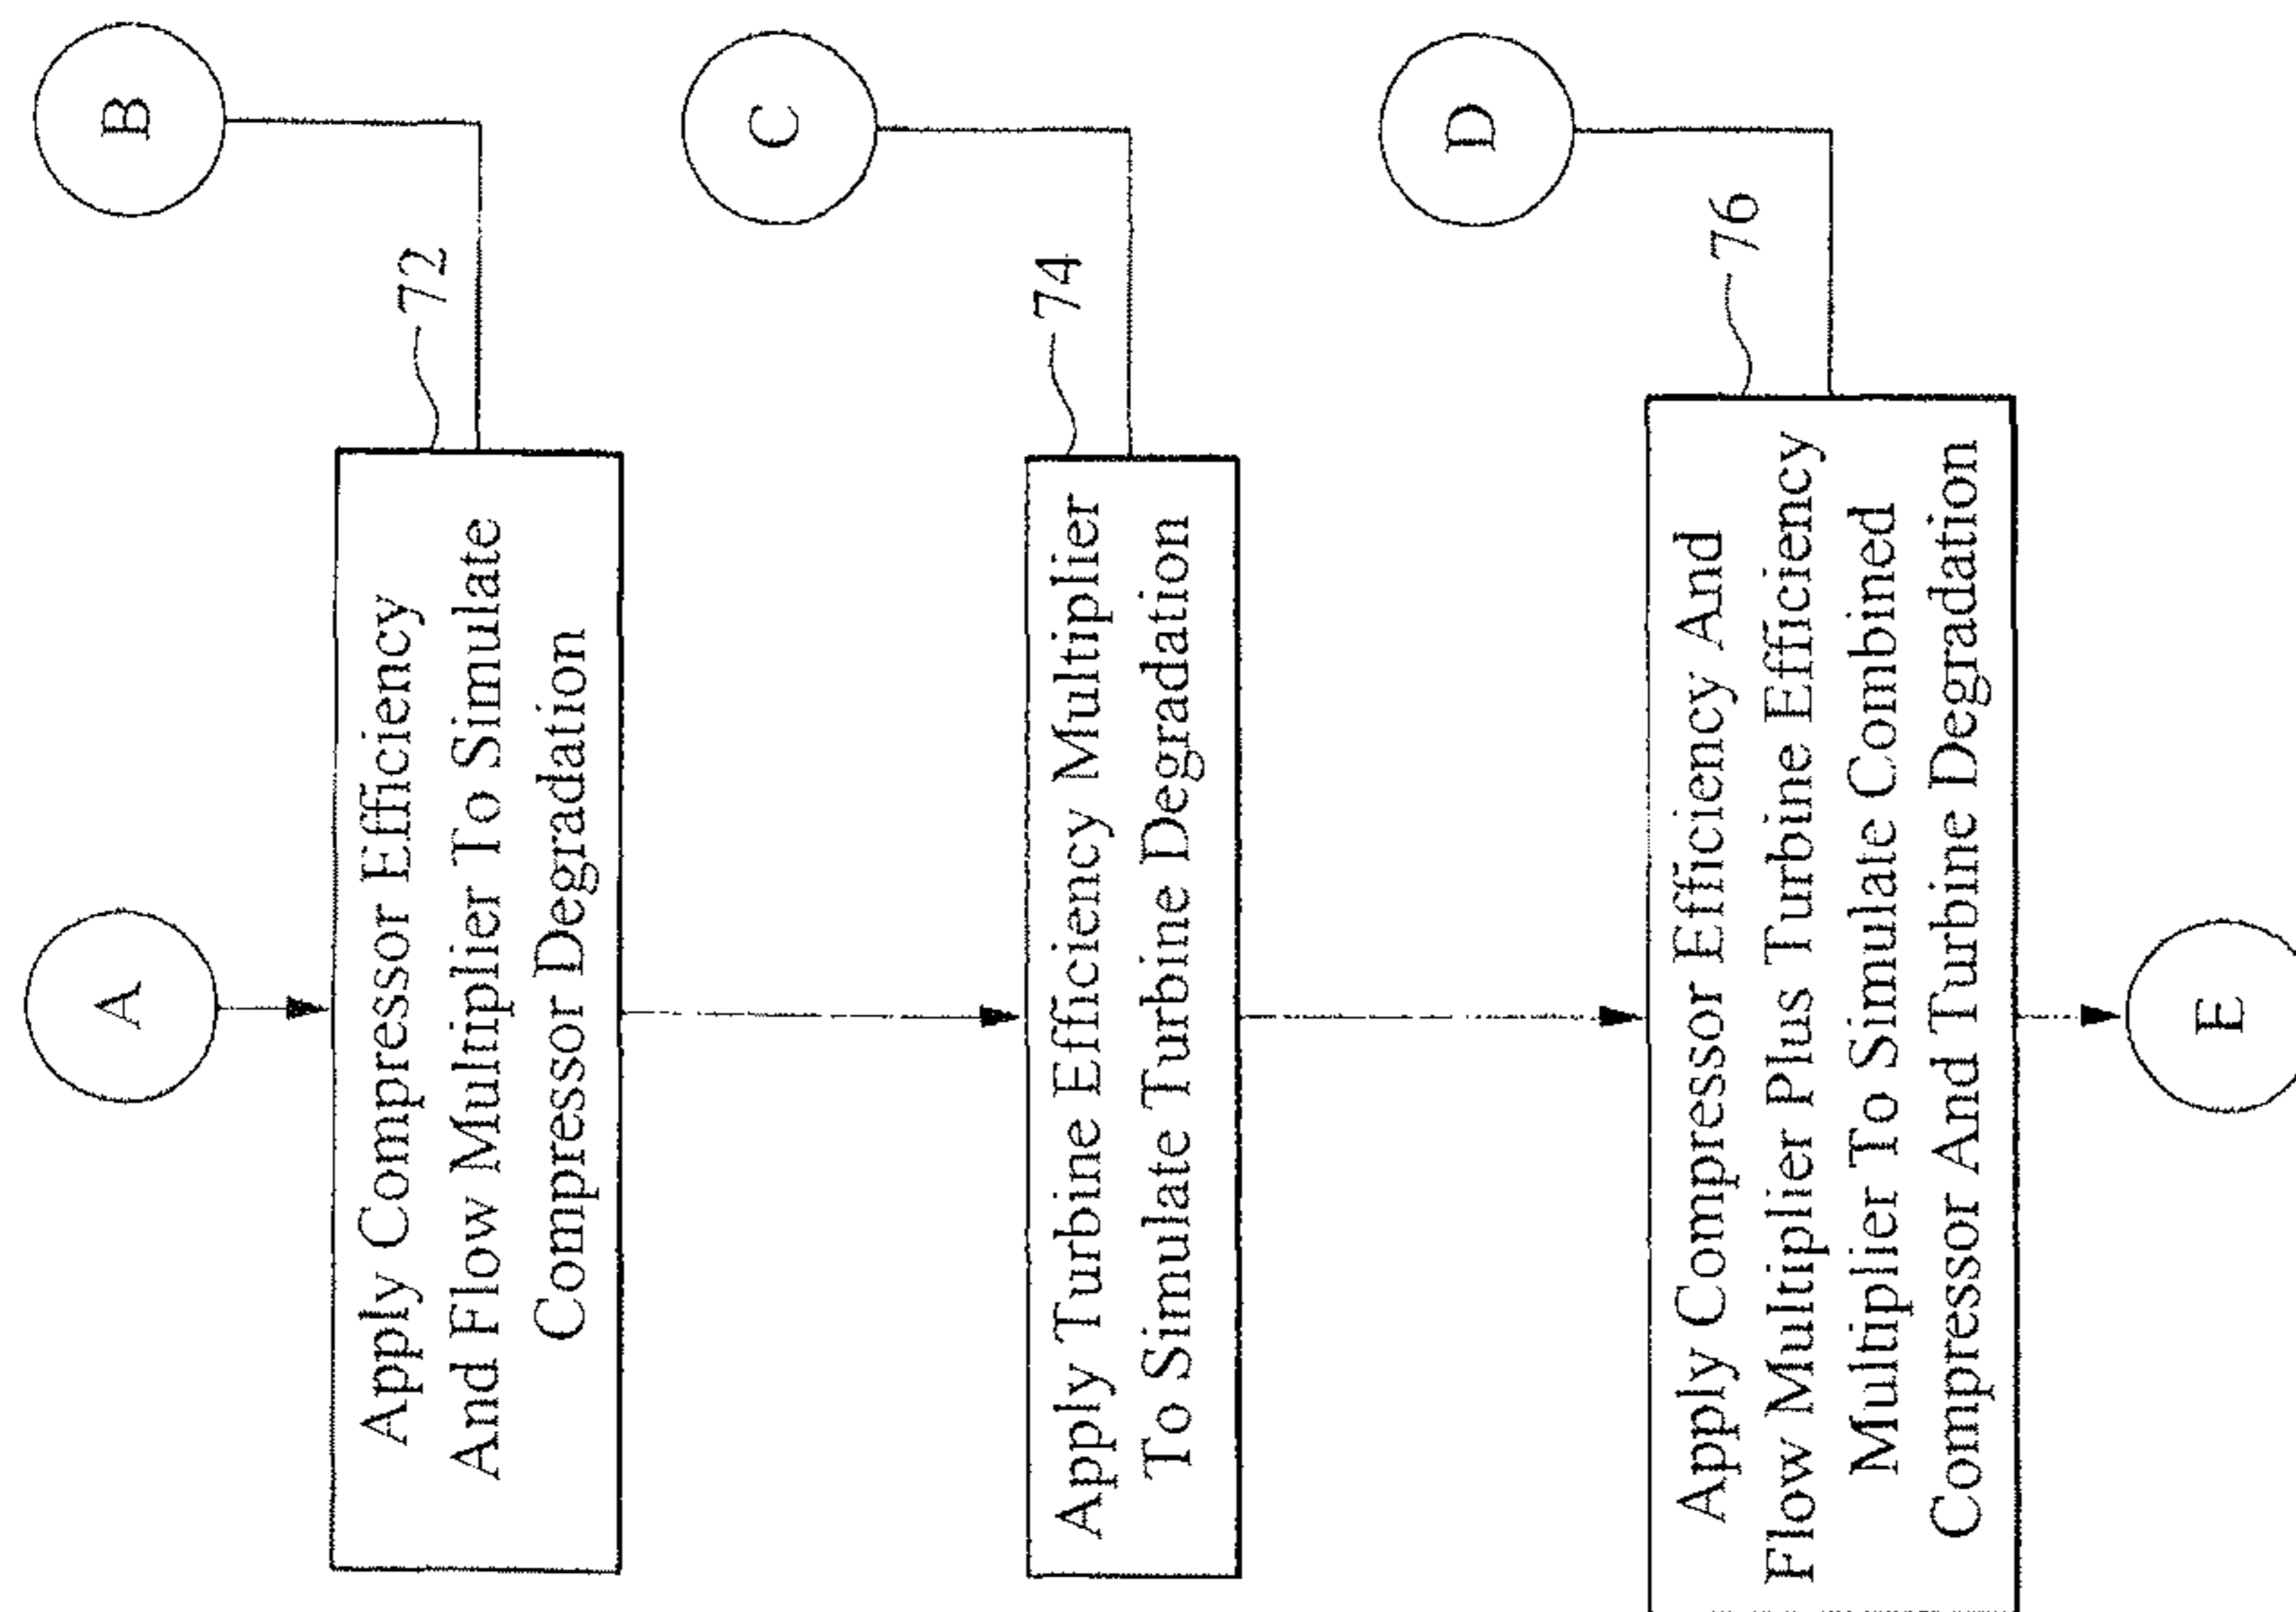 A
B
Apply Compressor Efficiency
And Flow Multiplier To Simulate
Compressor Degradation
72
C
Apply Turbine Efficiency Multiplier
To Simulate Turbine Degradation
74
D
Apply Compressor Efficiency And
Flow Multiplier Plus Turbine Efficiency
Multiplier To Simulate Combined
Compressor And Turbine Degradation
76
E